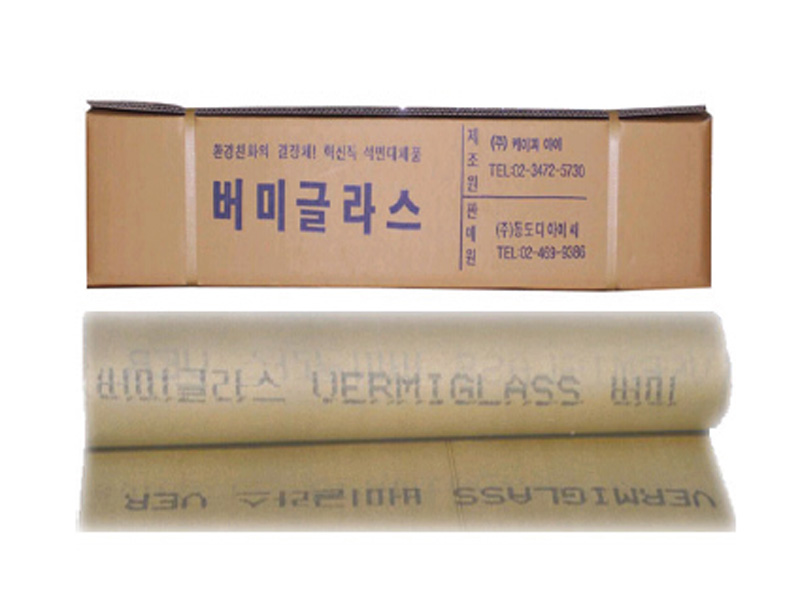 환경친화의 결정체! 혁신적 석면대체품
버미글라스
제조원
(주) 케이피 아이
TEL:02-3472-5730
판매원
(주)동도디아이씨
TEL:02-469-9386
버미글라스 VERMIGLASS 버미
VERMIGLASS 버미글라스 VER